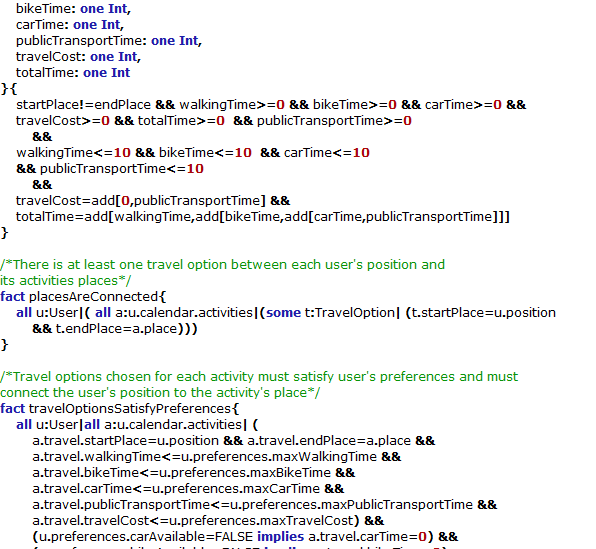 bikeTime: one Int,
carTime: one Int,
publicTransportTime: one Int,
travelCost: one Int,
totalTime: one Int
}{
startPlace!=endPlace && walkingTime>=0 && bikeTime>=0 && carTime>=0 &&
travelCost>=0 && totalTime>=0 && publicTransportTime>=0
&&
walkingTime<=10 && bikeTime<=10 && carTime<=10
&& publicTransportTime<=10
&&
travelCost=add[0,publicTransportTime] &&
totalTime=add[walkingTime,add[bikeTime,add[carTime,publicTransportTime]]]
}
/*There is at least one travel option between each user's position and
its activities places*/
fact placesAreConnected{
all u:User|( all a:u.calendar.activities|(some t:TravelOption| (t.startPlace=u.position
&& t.endPlace=a.place)))
}
/*Travel options chosen for each activity must satisfy user's preferences and must
connect the user's position to the activity's place*/
fact travelOptionsSatisfyPreferences{
all u:User|all a:u.calendar.activities| (
a.travel.startPlace=u.position && a.travel.endPlace=a.place &&
a.travel.walkingTime<=u.preferences.maxWalkingTime &&
a.travel.bikeTime<=u.preferences.maxBikeTime &&
a.travel.carTime<=u.preferences.maxCarTime &&
a.travel.publicTransportTime<=u.preferences.maxPublicTransportTime &&
a.travel.travelCost<=u.preferences.maxTravelCost) &&
(u.preferences.carAvailable=FALSE implies a.travel.carTime=0) &&